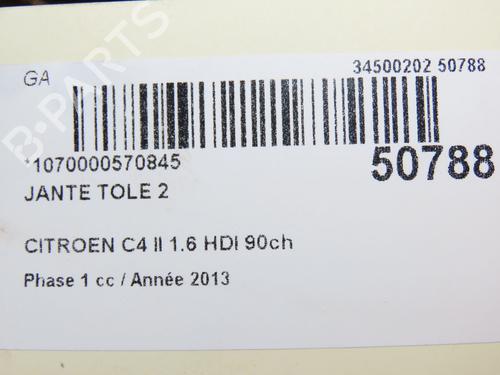 GA
34500202 50788
B-PARTS
*1070000570845
50788
JANTE TOLE 2
CITROEN C4 II 1.6 HDI 90ch
Phase 1 cc / Année 2013